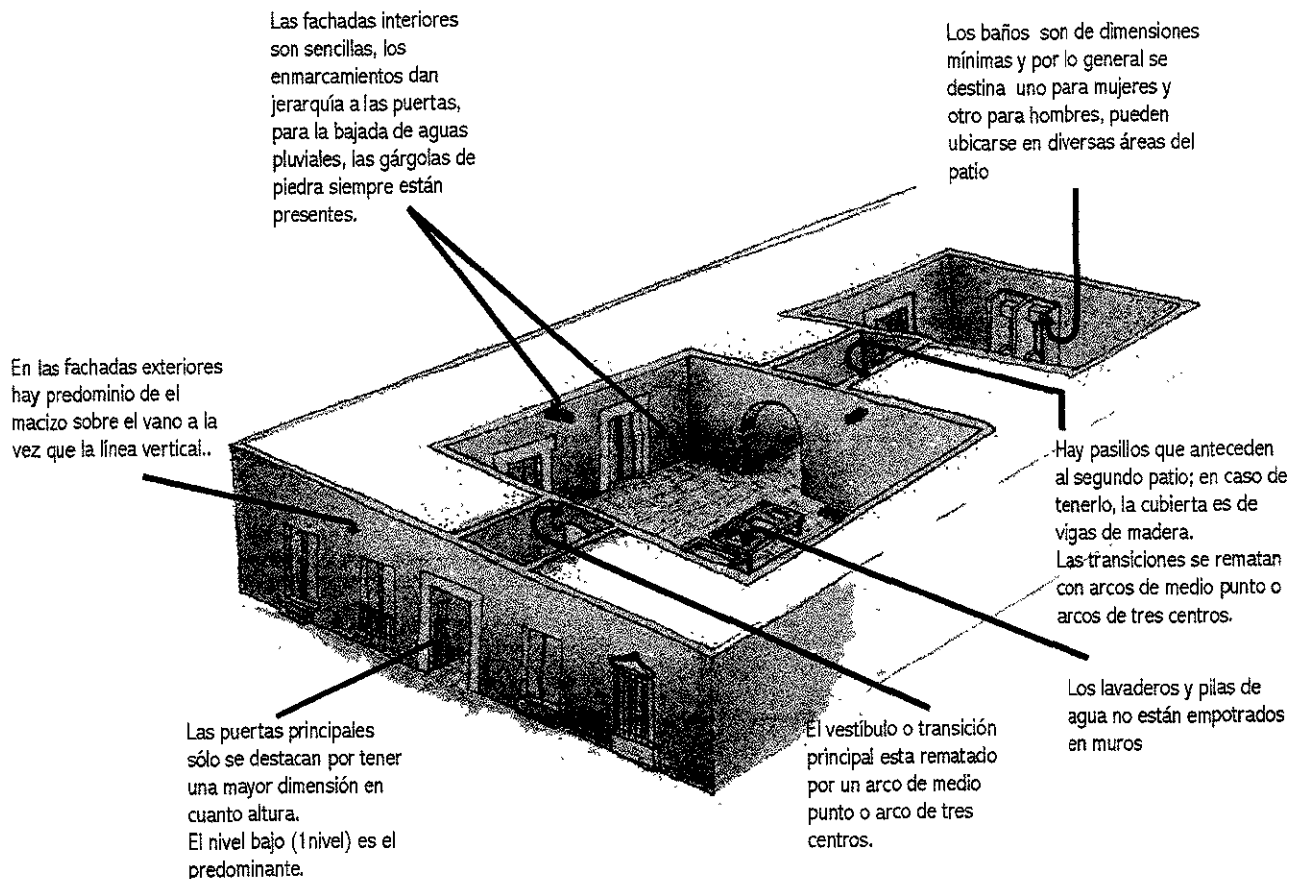 Las fachadas interiores
son sencillas, los
enmarcamientos dan
jerarquía a las puertas,
para la bajada de aguas
pluviales, las gárgolas de
piedra siempre están
presentes.
Los baños son de dimensiones
mínimas y por lo general se
destina uno para mujeres y
otro para hombres, pueden
ubicarse en diversas áreas del
patio
En las fachadas exteriores
hay predominio de el
macizo sobre el vano a la
vez que la línea vertical..
Hay pasillos que anteceden
al segundo patio; en caso de
tenerlo, la cubierta es de
vigas de madera.
Las transiciones se rematan
con arcos de medio punto o
arcos de tres centros.
Los lavaderos y pilas de
agua no están empotrados
en muros
El vestíbulo o transición
principal esta rematado
por un arco de medio
punto o arco de tres
centros.
Las puertas principales
sólo se destacan por tener
una mayor dimensión en
cuanto altura.
El nivel bajo (1nivel) es el
predominante.